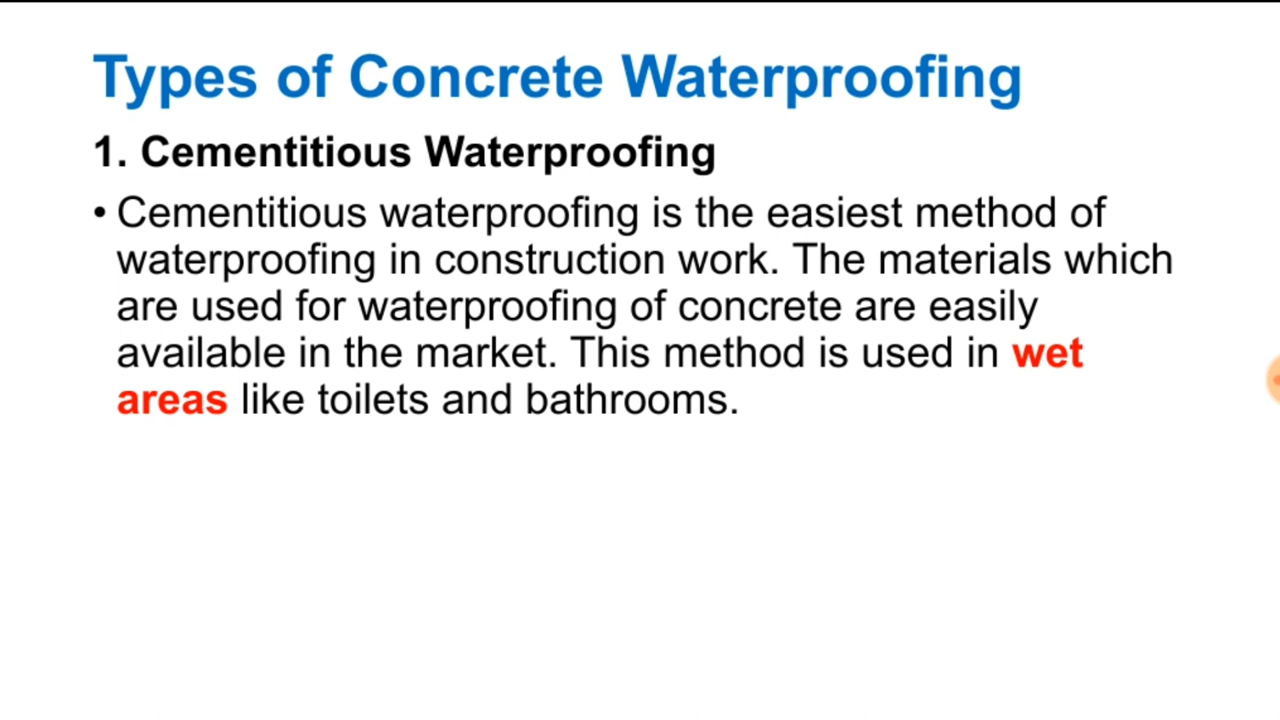 Types of Concrete Waterproofing
1. Cementitious Waterproofing
• Cementitious waterproofing is the easiest method of
waterproofing in construction work. The materials which
are used for waterproofing of concrete are easily
available in the market. This method is used in wet
areas like toilets and bathrooms.